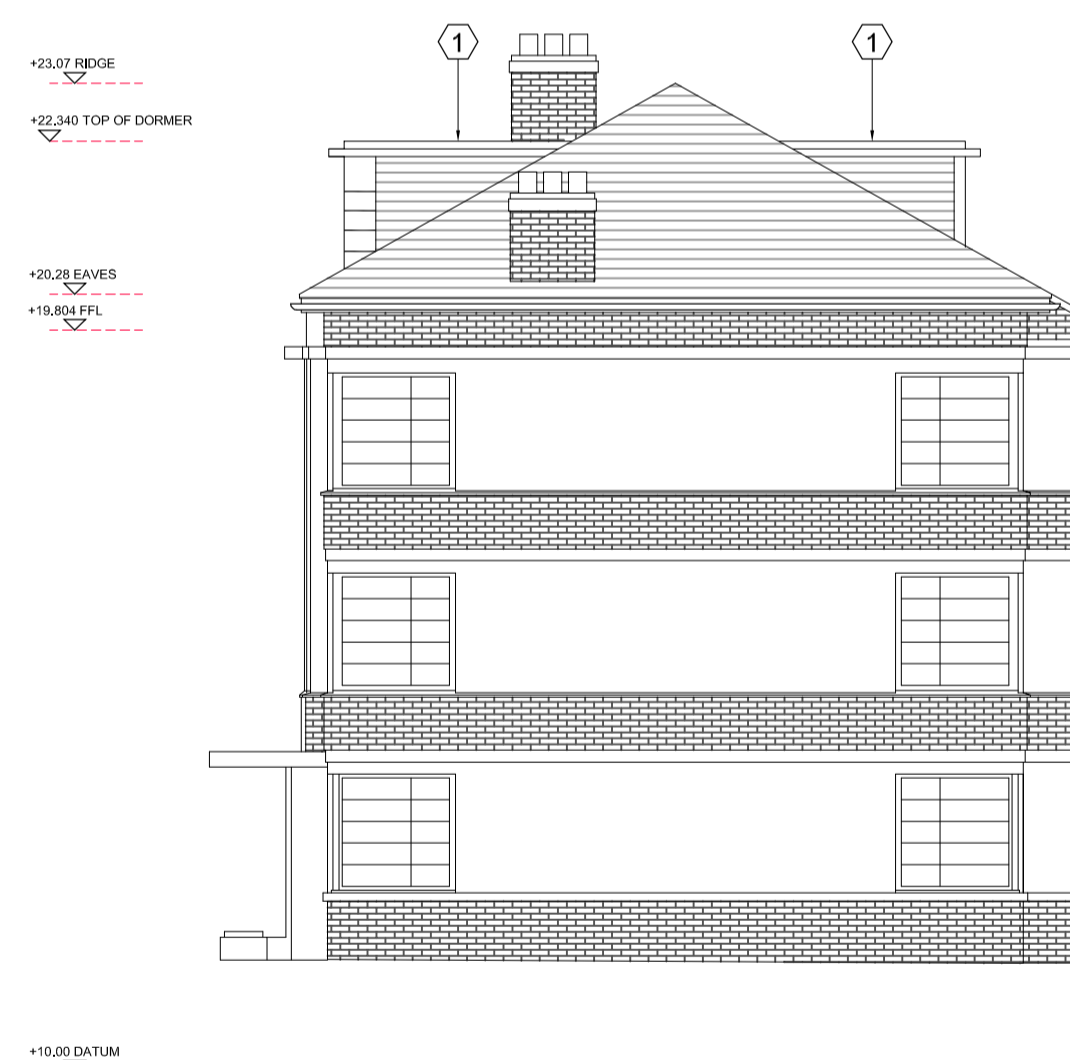 1
1
+23.07 RIDGE
+22.340 TOP OF DORMER
+20.28 EAVES
+19.804 FFL
+10.00 DATUM